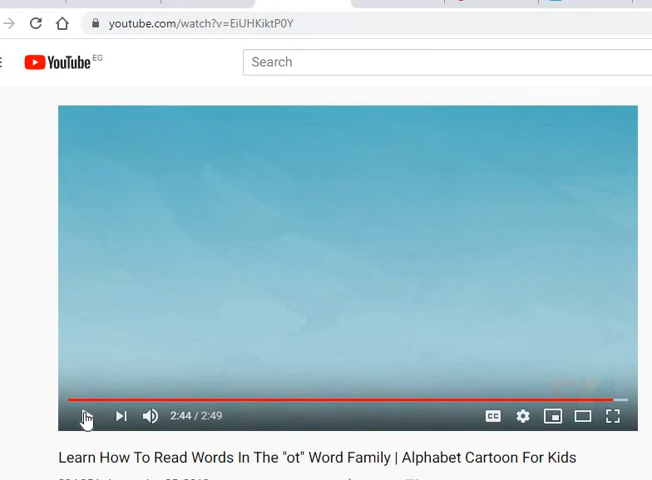 youtube.com/watch?v=EiUHKiktP0Y
YouTube EG
Search
2:44 / 2:49
CC
Learn How To Read Words In The "ot" Word Family | Alphabet Cartoon For Kids